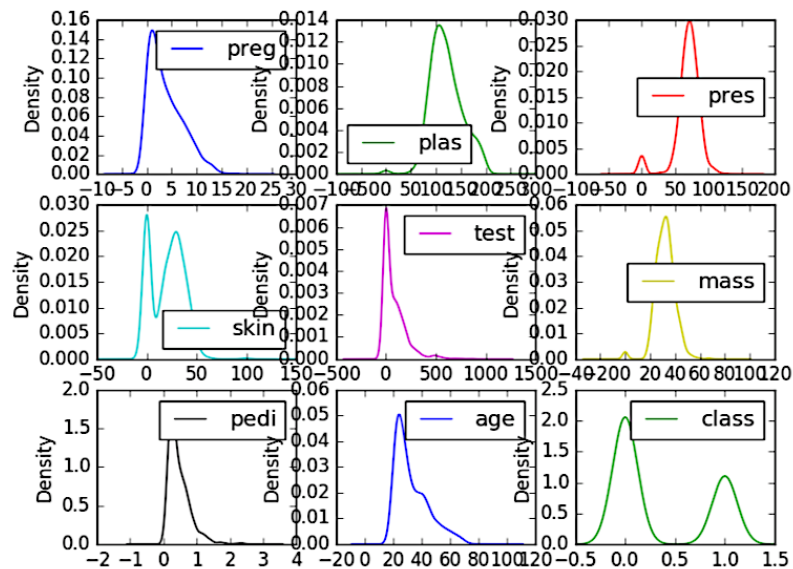 0.16
0.14
0.12
0.10
0.08
0.06
0.04
0.02
0.00
Density
preg
−10 −5 0 5 10 15 20 25 30
0.014
0.012
0.010
0.008
0.006
0.004
0.002
0.000
Density
plas
−100 −50 0 50 100 150 200 250 300
0.030
0.025
0.020
0.015
0.010
0.005
0.000
Density
pres
−100 −50 0 50 100 150 200
0.030
0.025
0.020
0.015
0.010
0.005
0.000
Density
skin
−50 0 50 100 150
0.007
0.006
0.005
0.004
0.003
0.002
0.001
0.000
Density
test
−500 0 500 1000 1500
0.06
0.05
0.04
0.03
0.02
0.01
0.00
Density
mass
−40 −20 0 20 40 60 80 100 120
2.0
1.5
1.0
0.5
0.0
Density
pedi
−2 −1 0 1 2 3 4
0.06
0.05
0.04
0.03
0.02
0.01
0.00
Density
age
−20 0 20 40 60 80 100 120
2.5
2.0
1.5
1.0
0.5
0.0
Density
class
−0.5 0.0 0.5 1.0 1.5